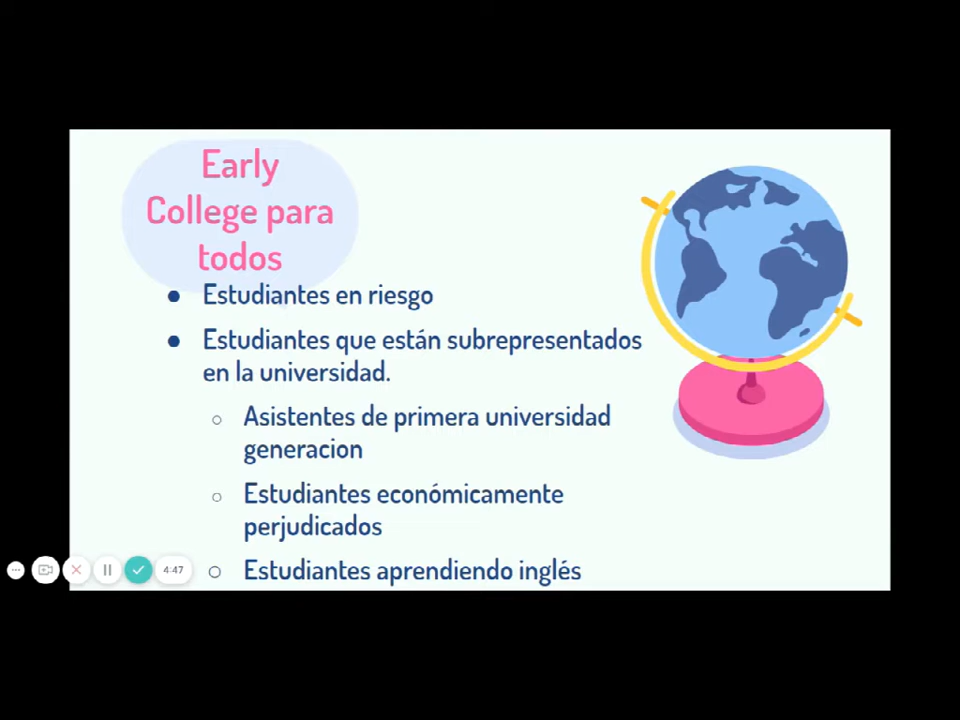 Early
College para
todos
● Estudiantes en riesgo
● Estudiantes que están subrepresentados
en la universidad.
○ Asistentes de primera universidad
generacion
○ Estudiantes económicamente
perjudicados
○ Estudiantes aprendiendo inglés
4:47